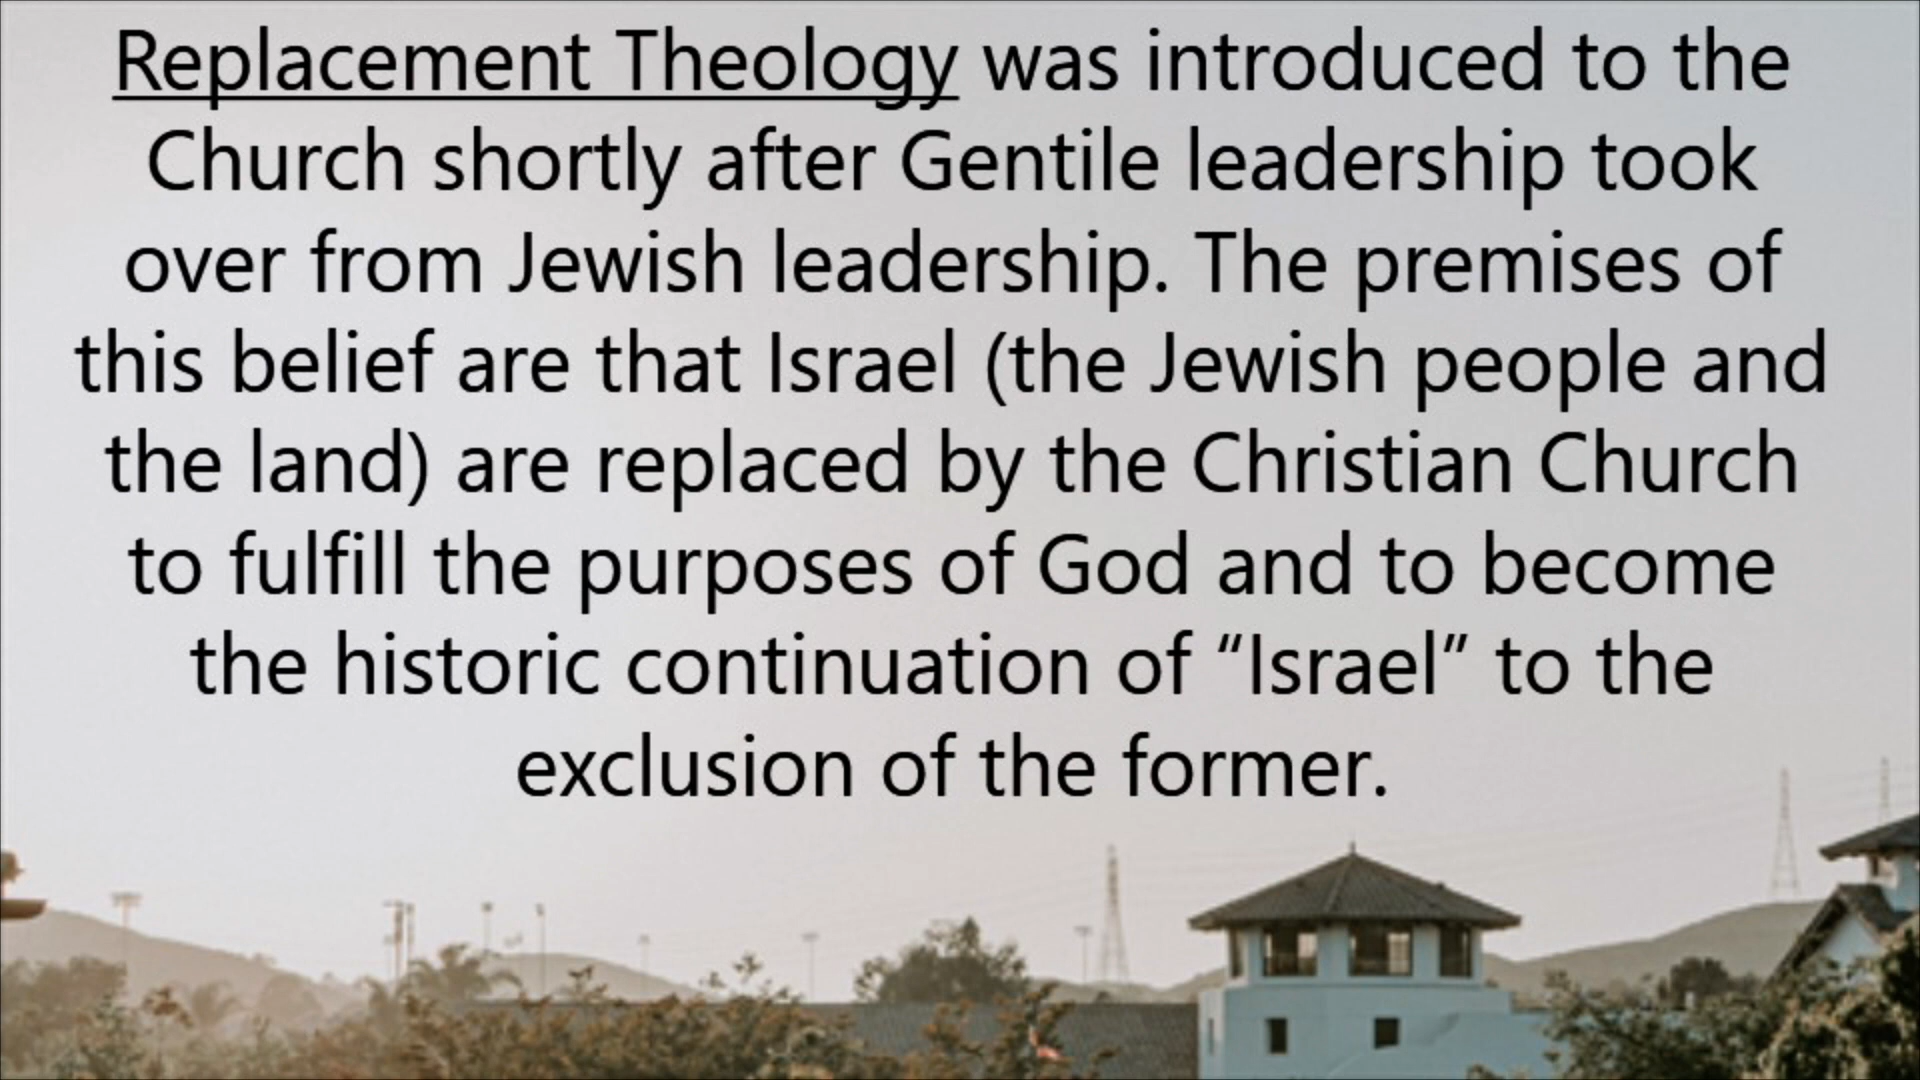 Replacement Theology was introduced to the
Church shortly after Gentile leadership took
over from Jewish leadership. The premises of
this belief are that Israel (the Jewish people and
the land) are replaced by the Christian Church
to fulfill the purposes of God and to become
the historic continuation of “Israel” to the
exclusion of the former.